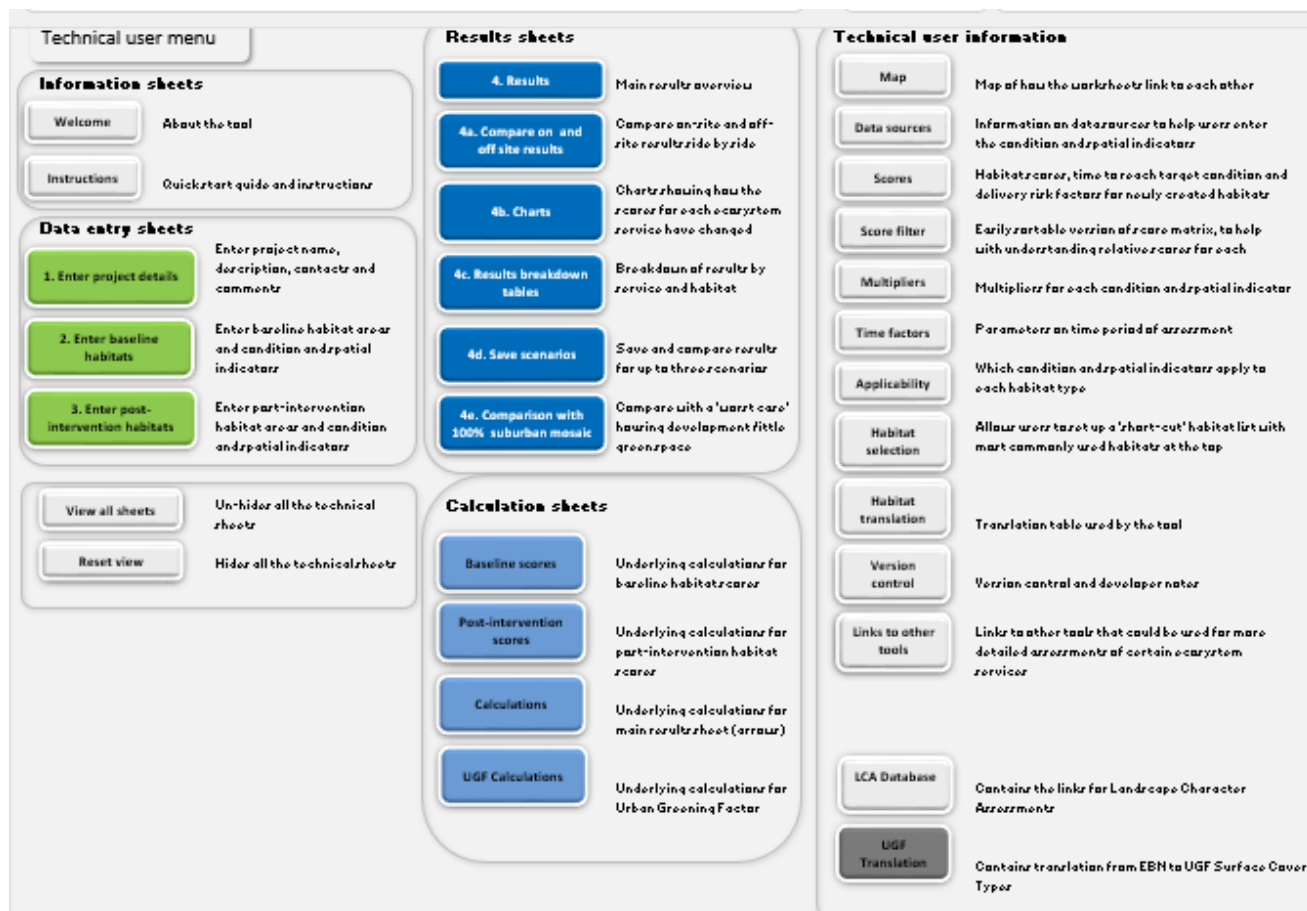 Technical user menu
Information sheets
Welcome
About the tool
Instructions
Quick start guide and instructions
Data entry sheets
1. Enter project details
Enter project name,
description, contacts and
comments
2. Enter baseline
habitats
Enter baseline habitat areas
and condition and spatial
indicators
3. Enter post-
intervention habitats
Enter post-intervention
habitat areas and condition
and spatial indicators
View all sheets
Un-hides all the technical
sheets
Reset view
Hides all the technical sheets
Results sheets
4. Results
Main results overview
4a. Compare on and
off site results
Compare on-site and off-
site results side by side
4b. Charts
Charts showing how the
scores for each ecosystem
service have changed
4c. Results breakdown
tables
Breakdown of results by
service and habitat
4d. Save scenarios
Save and compare results
for up to three scenarios
4e. Comparison with
100% suburban mosaic
Compare with a 'worst case'
housing development fittle
greenspace
Calculation sheets
Baseline scores
Underlying calculations for
baseline habitat scores
Post-intervention
scores
Underlying calculations for
post-intervention habitat
scores
Calculations
Underlying calculations for
main results sheet (arrows)
UGF Calculations
Underlying calculations for
Urban Greening Factor
Technical user information
Map
Map of how the worksheets link to each other
Data sources
Information on data sources to help users enter
the condition and spatial indicators
Scores
Habitat scores, time to reach target condition and
delivery risk factors for newly created habitats
Score filter
Easily sortable version of score matrix, to help
with understanding relative scores for each
Multipliers
Multipliers for each condition and spatial indicator
Time factors
Parameters on time period of assessment
Applicability
Which condition and spatial indicators apply to
each habitat type
Habitat
selection
Allows users to set up a 'short-cut' habitat list with
most commonly used habitats at the top
Habitat
translation
Translation table used by the tool
Version
control
Version control and developer notes
Links to other
tools
Links to other tools that could be used for more
detailed assessments of certain ecosystem
services
LCA Database
Contains the links for Landscape Character
Assessments
UGF
Translation
Contains translation from EBN to UGF Surface Cover
Types